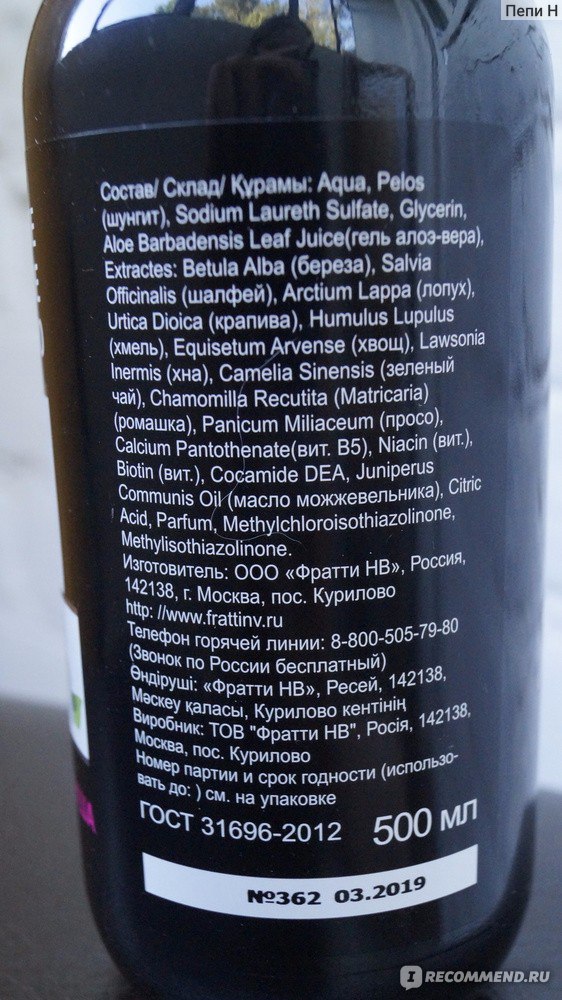 Пепи Н
Состав/ Склад/ Құрамы: Aqua, Pelos
(шунгит), Sodium Laureth Sulfate, Glycerin,
Aloe Barbadensis Leaf Juice(гель алоэ-вера),
Extractes: Betula Alba (береза), Salvia
Officinalis (шалфей), Arctium Lappa (лопух),
Urtica Dioica (крапива), Humulus Lupulus
(хмель), Equisetum Arvense (хвощ), Lawsonia
Inermis (хна), Camelia Sinensis (зеленый
чай), Chamomilla Recutita (Matricaria)
(ромашка), Panicum Miliaceum (просо),
Calcium Pantothenate(вит. B5), Niacin (вит.),
Biotin (вит.), Cocamide DEA, Juniperus
Communis Oil (масло можжевельника), Citric
Acid, Parfum, Methylchloroisothiazolinone,
Methylisothiazolinone.
Изготовитель: ООО «Фратти НВ», Россия,
142138, г. Москва, пос. Курилово
http: //www.frattinv.ru
Телефон горячей линии: 8-800-505-79-80
(Звонок по России бесплатный)
Өндіруші: «Фратти НВ», Ресей, 142138,
Мәскеу қаласы, Курилово кентінің
Виробник: ТОВ "Фратти НВ", Росія, 142138,
Москва, пос. Курилово
Номер партии и срок годности (использо-
вать до: ) см. на упаковке
ГОСТ 31696-2012 500 МЛ
№362 03.2019
IRECOMMEND.RU